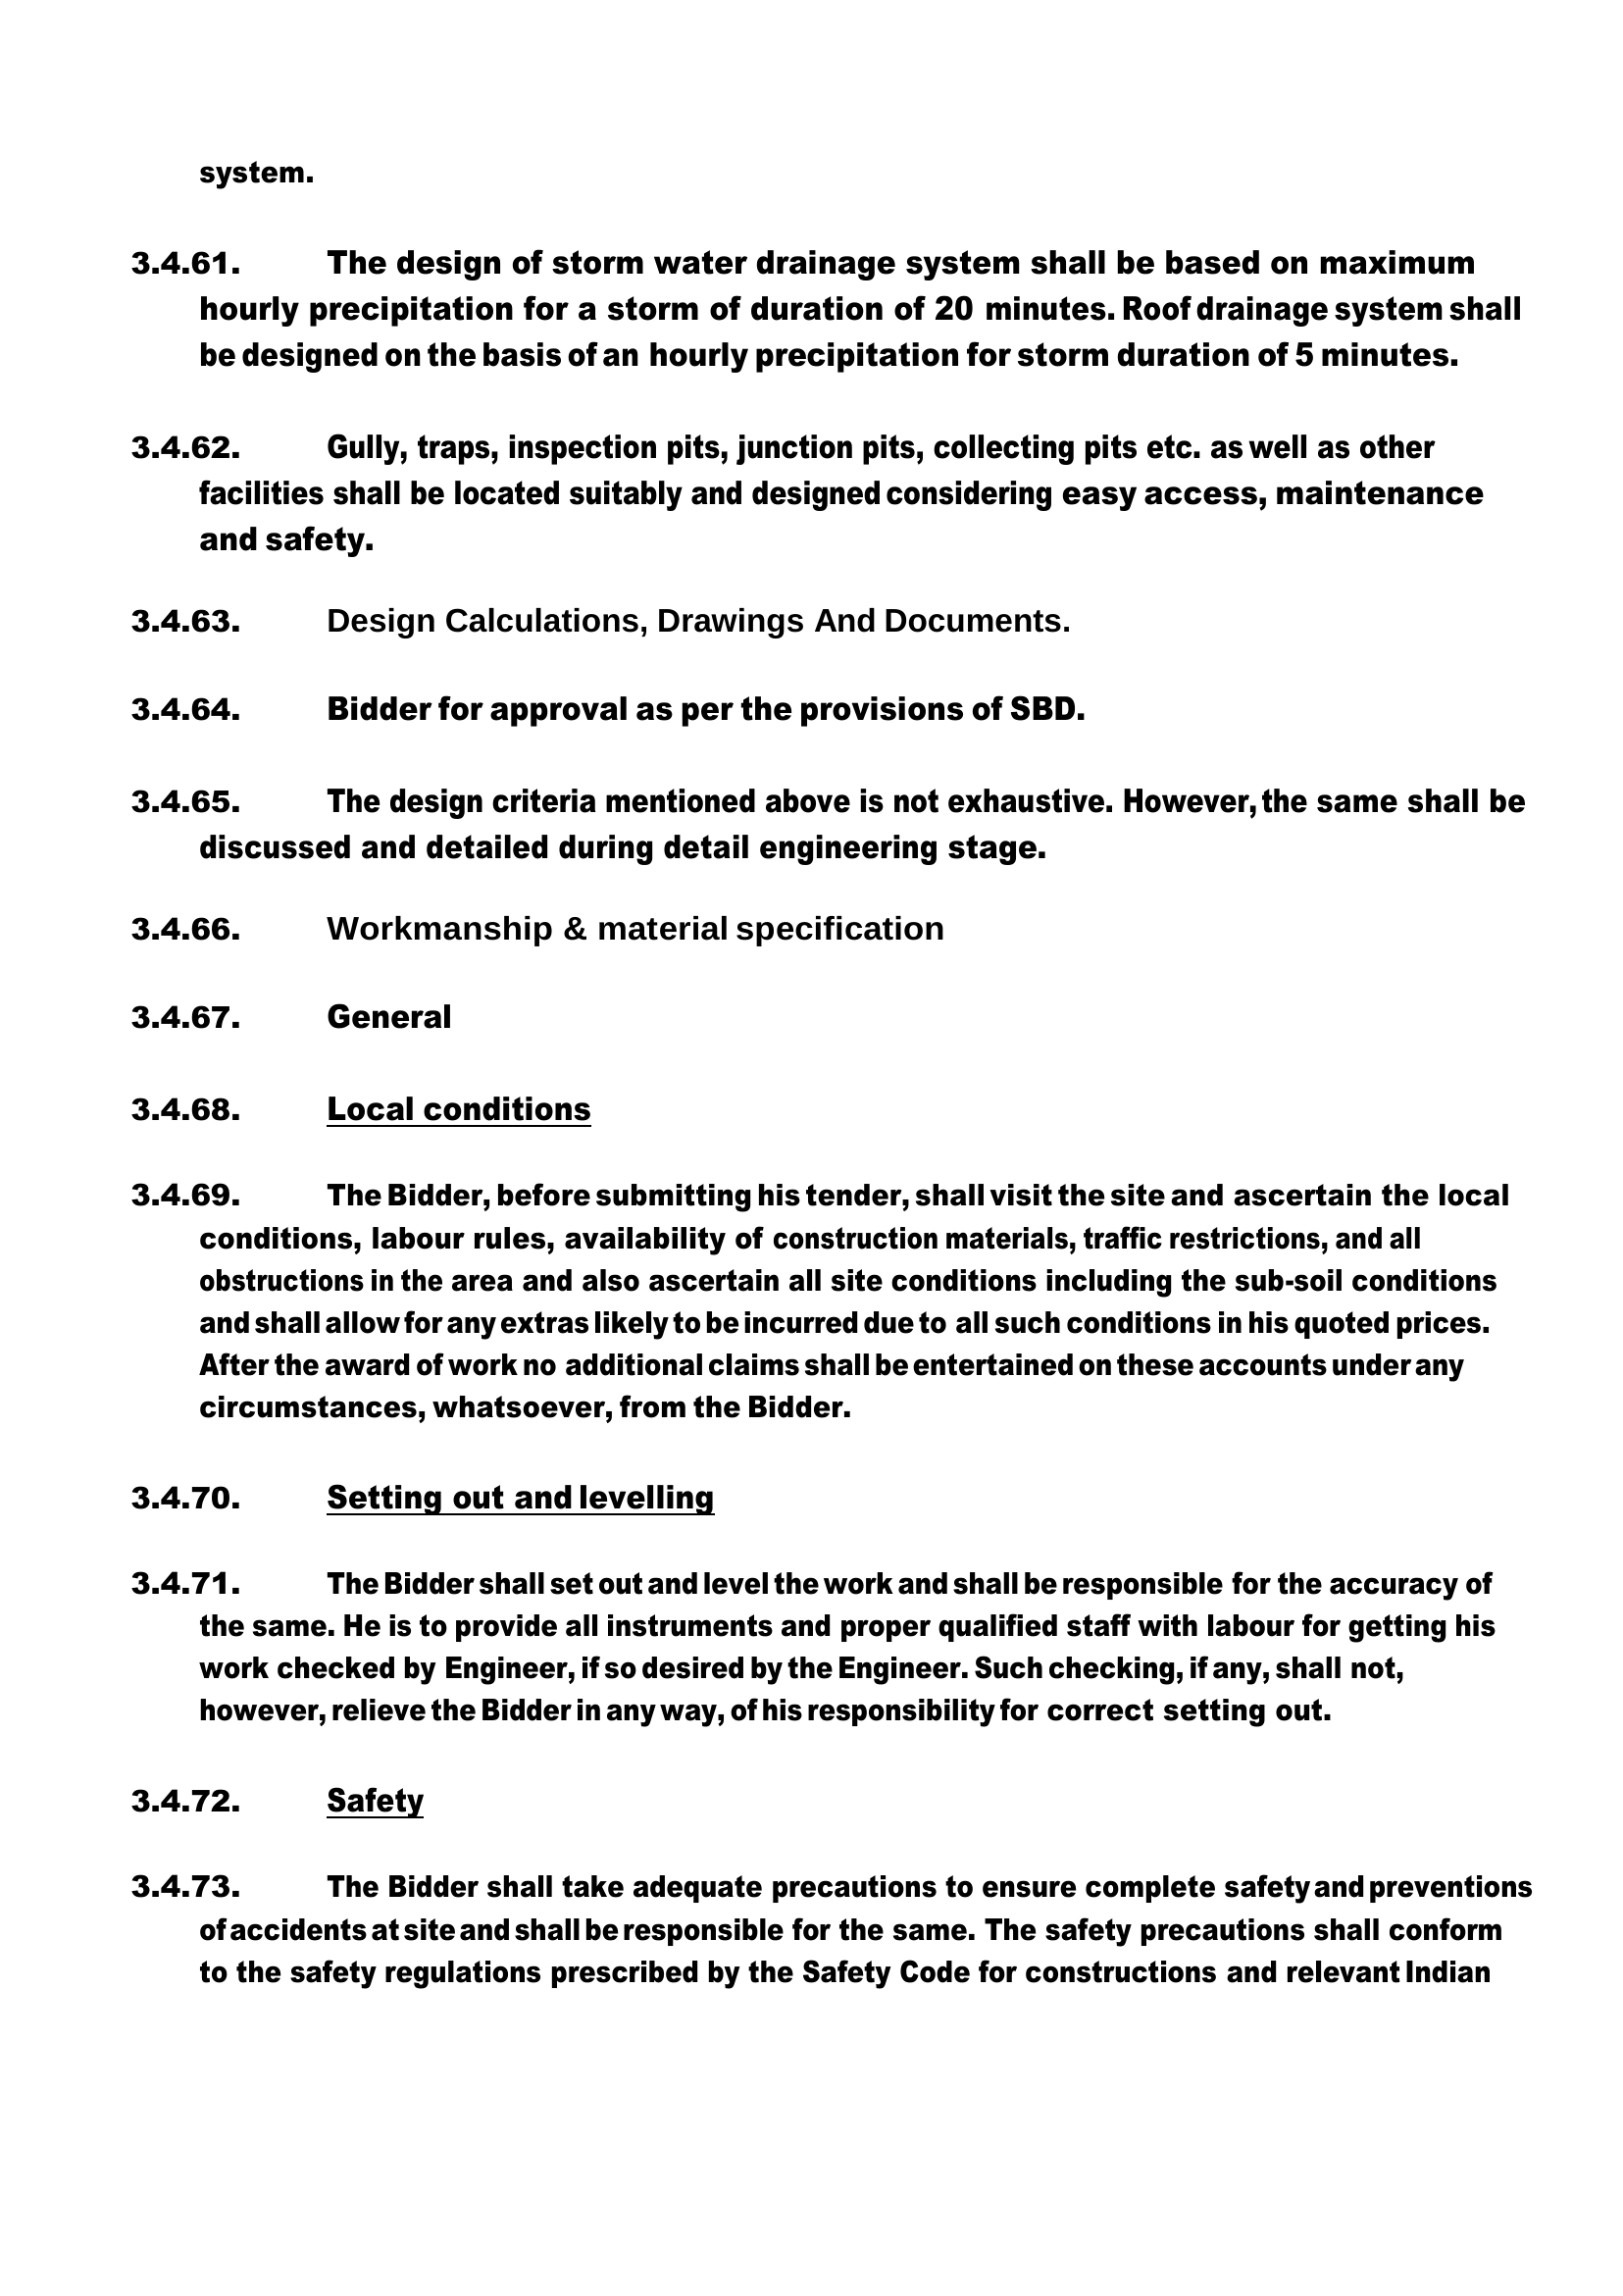 system.
3.4.61. The design of storm water drainage system shall be based on maximum
hourly precipitation for a storm of duration of 20 minutes. Roof drainage system shall
be designed on the basis of an hourly precipitation for storm duration of 5 minutes.
3.4.62. Gully, traps, inspection pits, junction pits, collecting pits etc. as well as other
facilities shall be located suitably and designed considering easy access, maintenance
and safety.
3.4.63. Design Calculations, Drawings And Documents.
3.4.64. Bidder for approval as per the provisions of SBD.
3.4.65. The design criteria mentioned above is not exhaustive. However, the same shall be
discussed and detailed during detail engineering stage.
3.4.66. Workmanship & material specification
3.4.67. General
3.4.68. Local conditions
3.4.69. The Bidder, before submitting his tender, shall visit the site and ascertain the local
conditions, labour rules, availability of construction materials, traffic restrictions, and all
obstructions in the area and also ascertain all site conditions including the sub-soil conditions
and shall allow for any extras likely to be incurred due to all such conditions in his quoted prices.
After the award of work no additional claims shall be entertained on these accounts under any
circumstances, whatsoever, from the Bidder.
3.4.70. Setting out and levelling
3.4.71. The Bidder shall set out and level the work and shall be responsible for the accuracy of
the same. He is to provide all instruments and proper qualified staff with labour for getting his
work checked by Engineer, if so desired by the Engineer. Such checking, if any, shall not,
however, relieve the Bidder in any way, of his responsibility for correct setting out.
3.4.72. Safety
3.4.73. The Bidder shall take adequate precautions to ensure complete safety and preventions
of accidents at site and shall be responsible for the same. The safety precautions shall conform
to the safety regulations prescribed by the Safety Code for constructions and relevant Indian